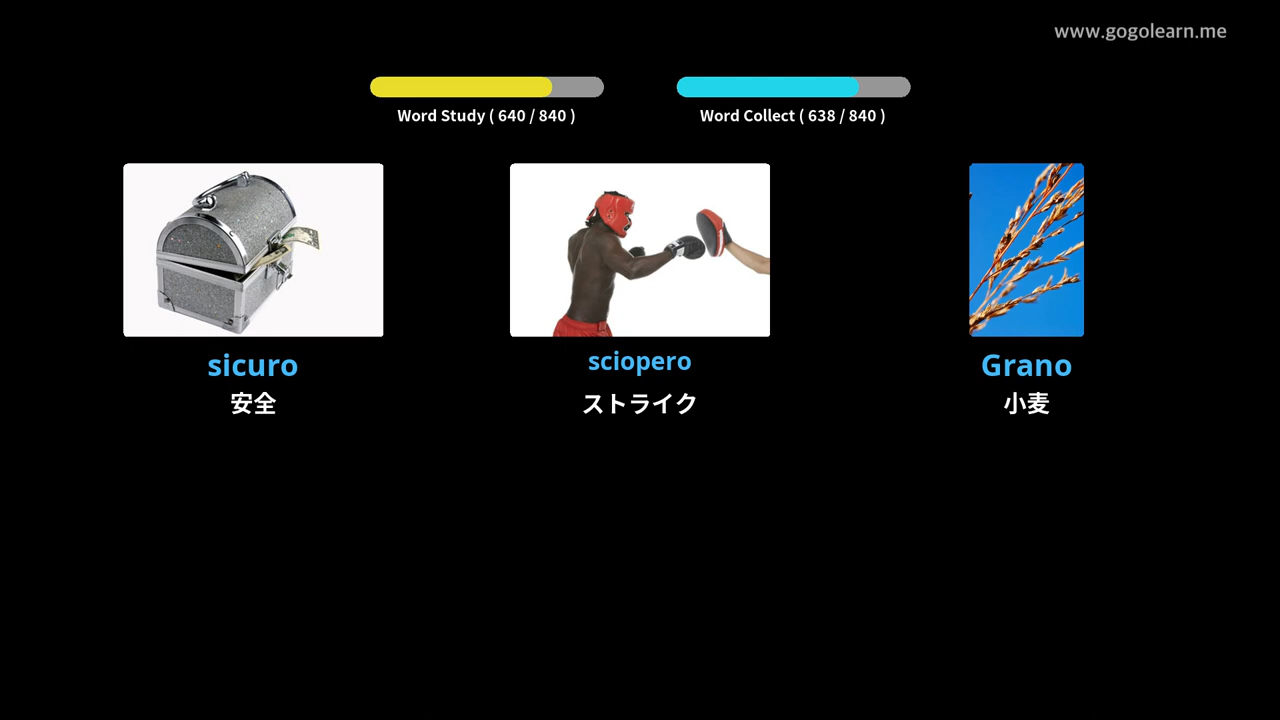 www.gogolearn.me
Word Study ( 640 / 840 )
Word Collect ( 638 / 840 )
sicuro
安全
sciopero
ストライク
Grano
小麦